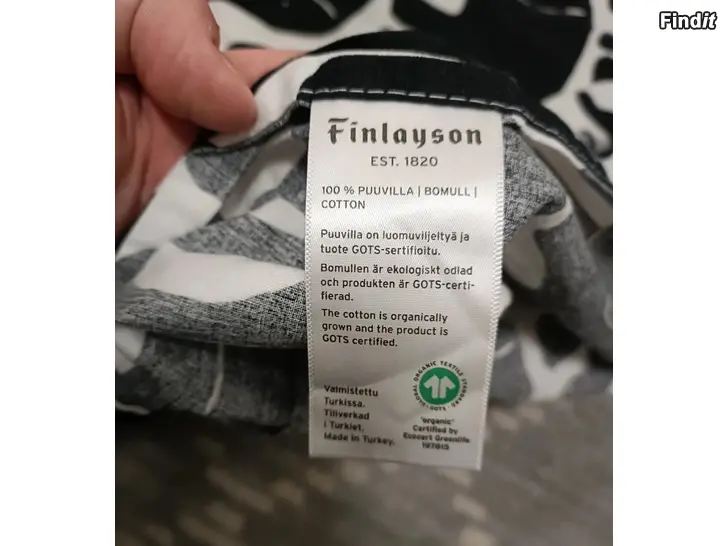 Findit
Finlayson
EST. 1820
100 % PUUVILLA | BOMULL |
COTTON
Puuvilla on luomuviljeltyä ja
tuote GOTS-sertifioitu.
Bomullen är ekologiskt odlad
och produkten är GOTS-certi-
fierad.
The cotton is organically
grown and the product is
GOTS certified.
Valmistettu
Turkissa.
Tillverkad
i Turkiet.
Made in Turkey.
ORGANIC TEXTILE STANDARD · GOTS · GLOBAL
"organic"
Certified by
Ecocert Greenlife
197815